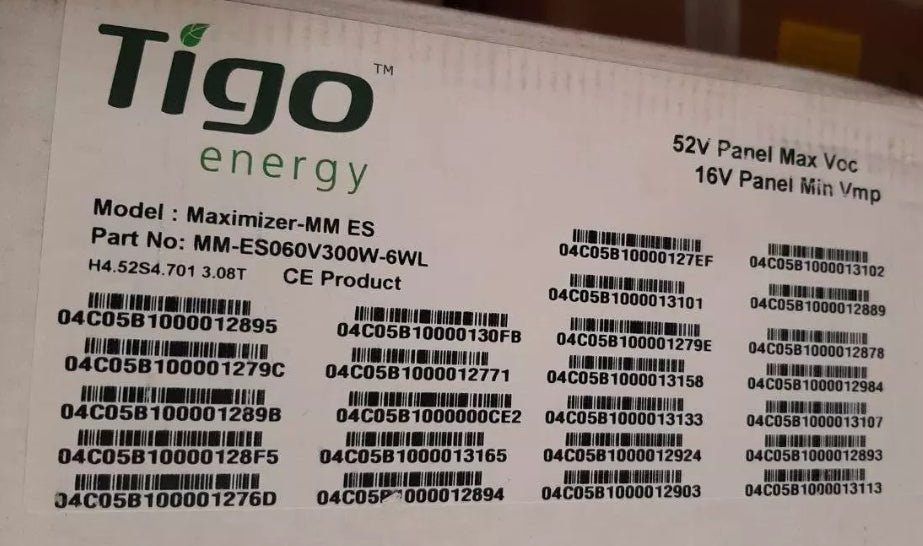 Tigo™
energy
52V Panel Max Voc
16V Panel Min Vmp
Model : Maximizer-MM ES
Part No: MM-ES060V300W-6WL
H4.52S4.701 3.08T CE Product
04C05B1000012895
04C05B100001279C
04C05B100001289B
04C05B10000128F5
04C05B100001276D
04C05B10000130FB
04C05B1000012771
04C05B1000000CE2
04C05B1000013165
04C05B1000012894
04C05B10000127EF
04C05B1000013101
04C05B100001279E
04C05B1000013158
04C05B1000013133
04C05B1000012924
04C05B1000012903
04C05B1000013102
04C05B1000012889
04C05B1000012878
04C05B1000012984
04C05B1000013107
04C05B1000012893
04C05B1000013113